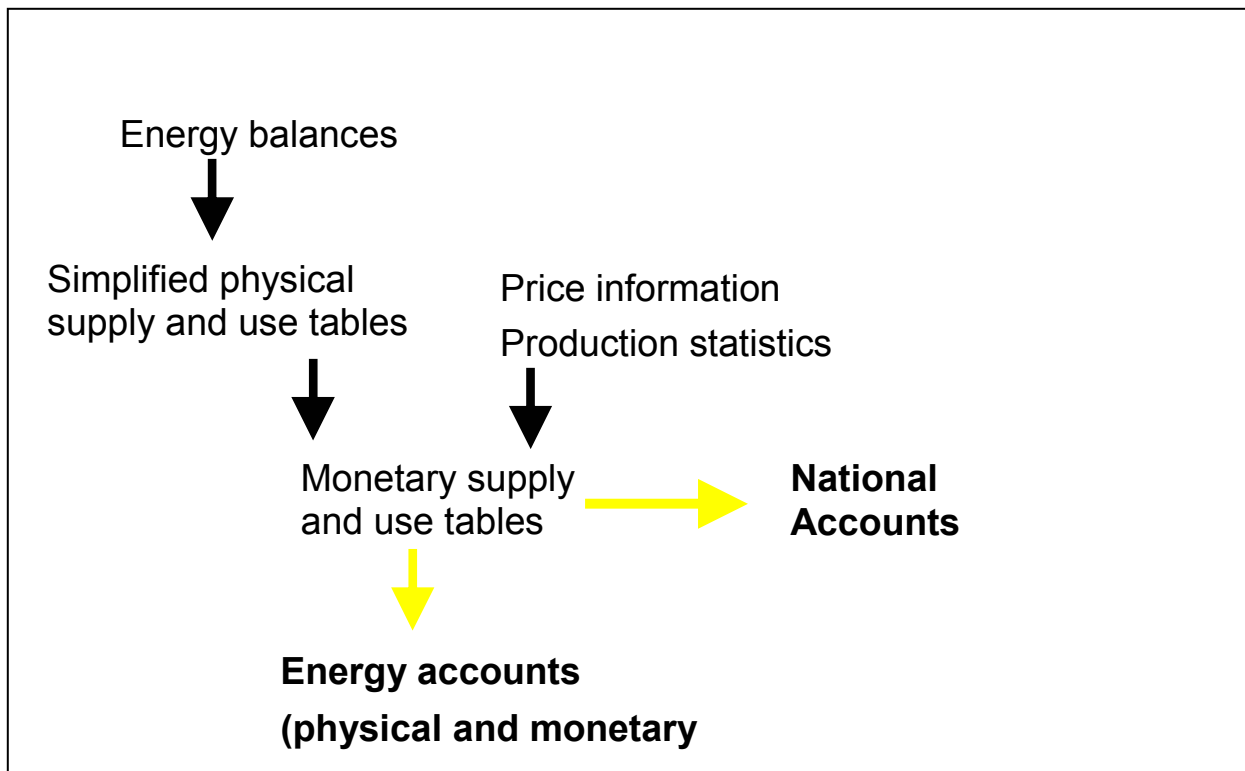 Energy balances
Simplified physical
supply and use tables
Price information
Production statistics
Monetary supply
and use tables
National
Accounts
Energy accounts
(physical and monetary